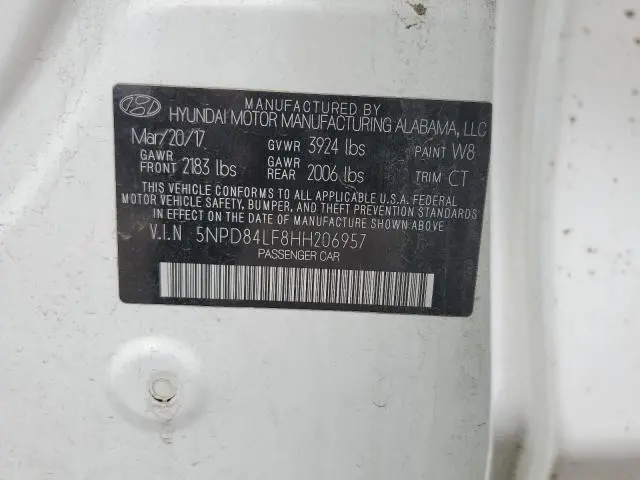 MANUFACTURED BY
HYUNDAI MOTOR MANUFACTURING ALABAMA, LLC
Mar/20/17 GVWR 3924 lbs PAINT W8
GAWR FRONT 2183 lbs GAWR REAR 2006 lbs TRIM CT
THIS VEHICLE CONFORMS TO ALL APPLICABLE U.S.A. FEDERAL
MOTOR VEHICLE SAFETY, BUMPER, AND THEFT PREVENTION STANDARDS
IN EFFECT ON THE DATE OF MANUFACTURE SHOWN ABOVE.
V.I.N 5NPD84LF8HH206957
PASSENGER CAR